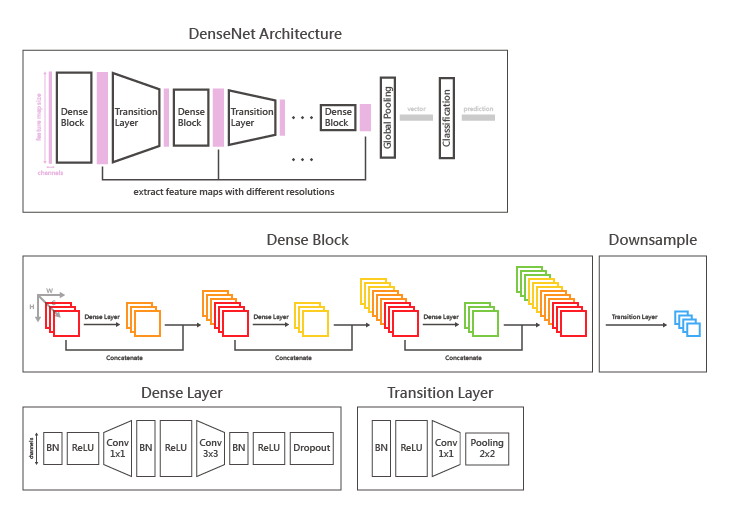 DenseNet Architecture
feature map size
channels
Dense
Block
Transition
Layer
Dense
Block
Transition
Layer
Dense
Block
Global Pooling
vector
Classification
prediction
extract feature maps with different resolutions
Dense Block
Downsample
W
H
Dense Layer
Concatenate
Dense Layer
Concatenate
Dense Layer
Concatenate
Transition Layer
Dense Layer
Transition Layer
channels
BN
ReLU
Conv
1x1
BN
ReLU
Conv
3x3
BN
ReLU
Dropout
BN
ReLU
Conv
1x1
Pooling
2x2